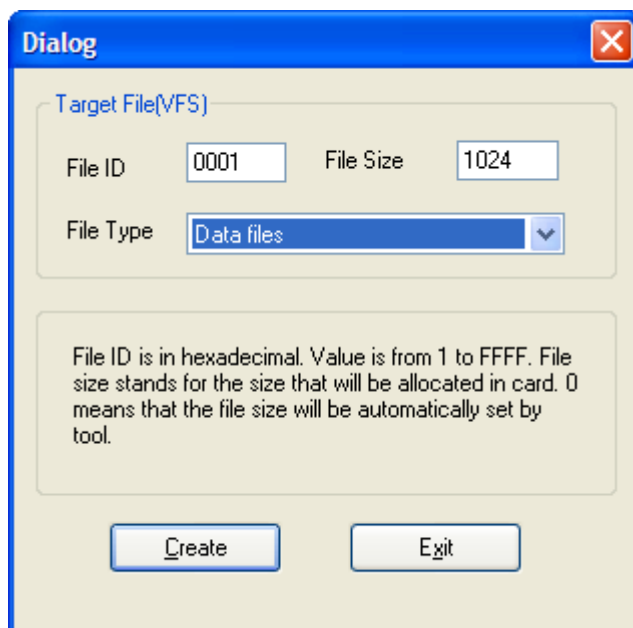 Dialog
Target File(VFS)
File ID 0001 File Size 1024
File Type Data files
File ID is in hexadecimal. Value is from 1 to FFFF. File
size stands for the size that will be allocated in card. 0
means that the file size will be automatically set by
tool.
Create Exit